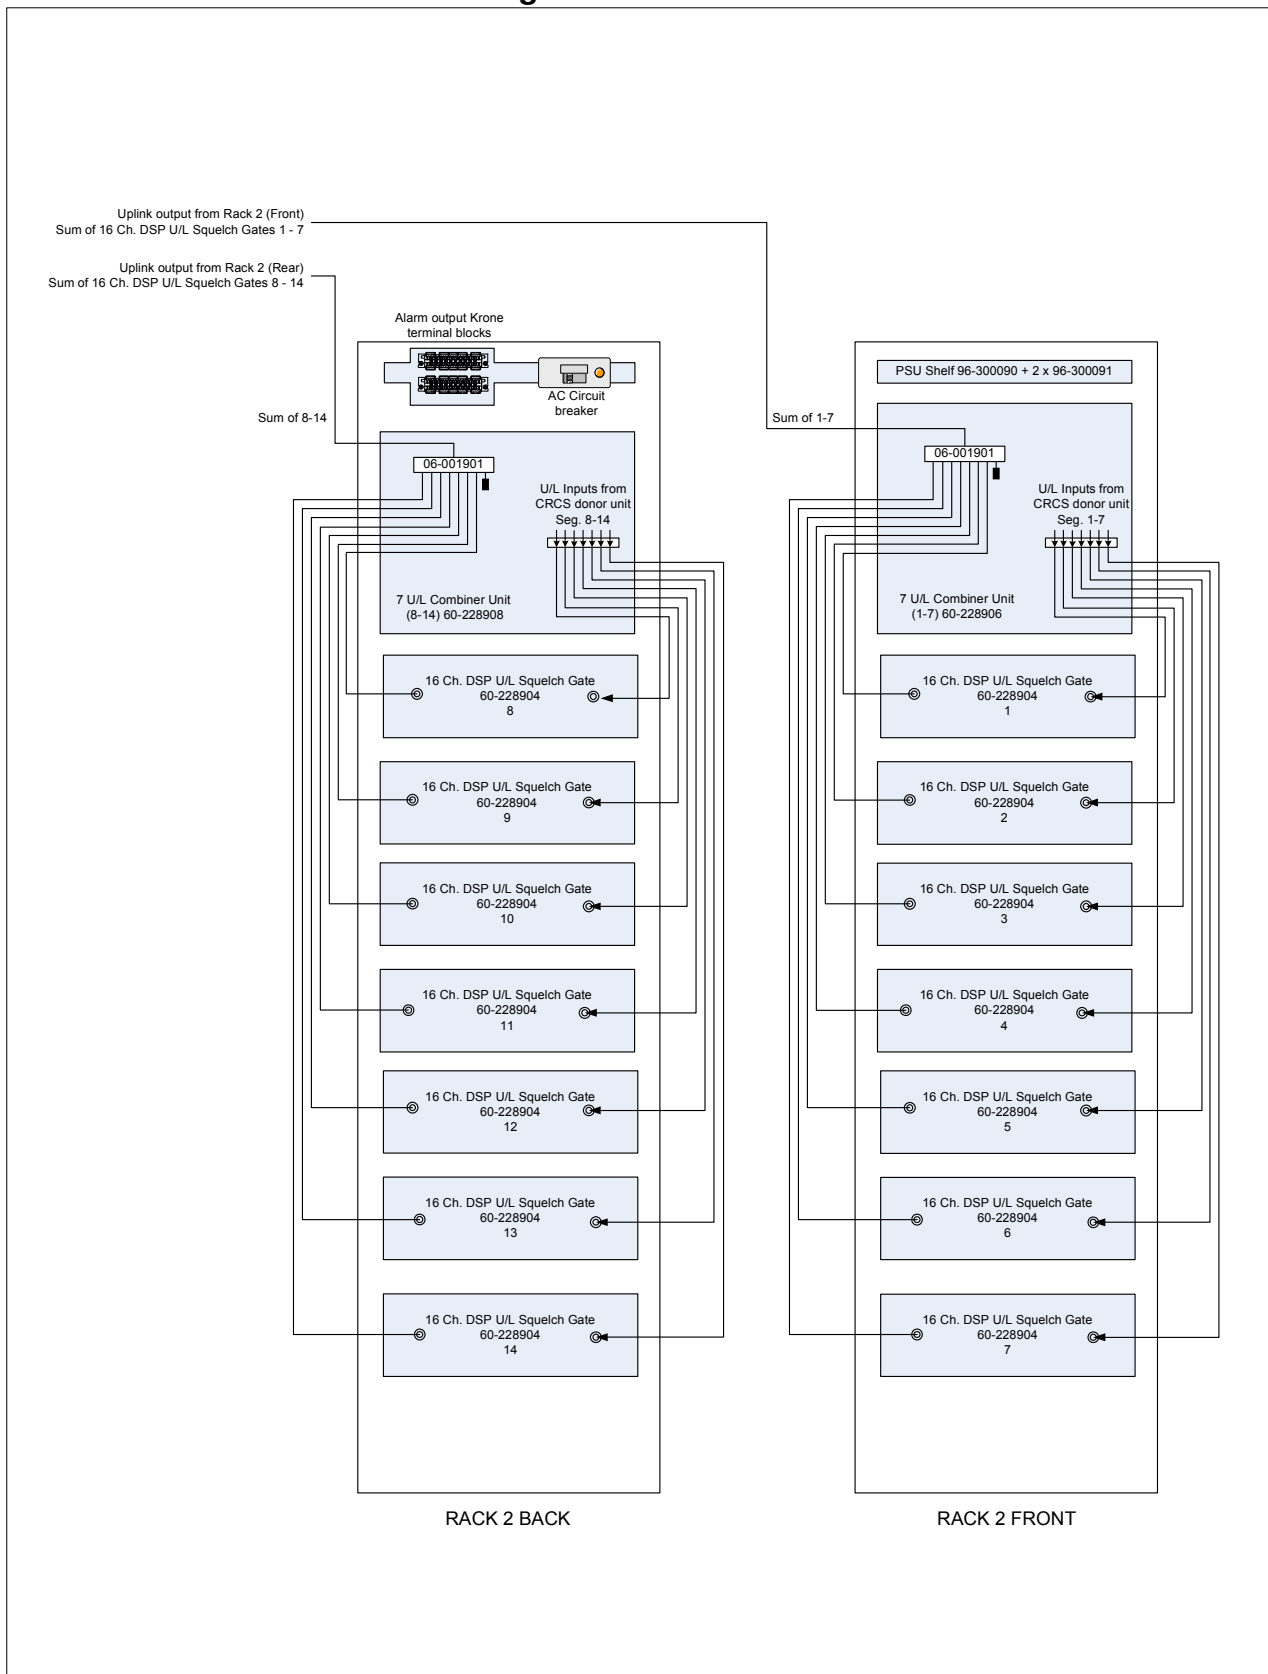 g
Uplink output from Rack 2 (Front)
Sum of 16 Ch. DSP U/L Squelch Gates 1 - 7
Uplink output from Rack 2 (Rear)
Sum of 16 Ch. DSP U/L Squelch Gates 8 - 14
Alarm output Krone
terminal blocks
AC Circuit
breaker
Sum of 8-14
06-001901
U/L Inputs from
CRCS donor unit
Seg. 8-14
7 U/L Combiner Unit
(8-14) 60-228908
16 Ch. DSP U/L Squelch Gate
60-228904
8
16 Ch. DSP U/L Squelch Gate
60-228904
9
16 Ch. DSP U/L Squelch Gate
60-228904
10
16 Ch. DSP U/L Squelch Gate
60-228904
11
16 Ch. DSP U/L Squelch Gate
60-228904
12
16 Ch. DSP U/L Squelch Gate
60-228904
13
16 Ch. DSP U/L Squelch Gate
60-228904
14
RACK 2 BACK
PSU Shelf 96-300090 + 2 x 96-300091
Sum of 1-7
06-001901
U/L Inputs from
CRCS donor unit
Seg. 1-7
7 U/L Combiner Unit
(1-7) 60-228906
16 Ch. DSP U/L Squelch Gate
60-228904
1
16 Ch. DSP U/L Squelch Gate
60-228904
2
16 Ch. DSP U/L Squelch Gate
60-228904
3
16 Ch. DSP U/L Squelch Gate
60-228904
4
16 Ch. DSP U/L Squelch Gate
60-228904
5
16 Ch. DSP U/L Squelch Gate
60-228904
6
16 Ch. DSP U/L Squelch Gate
60-228904
7
RACK 2 FRONT